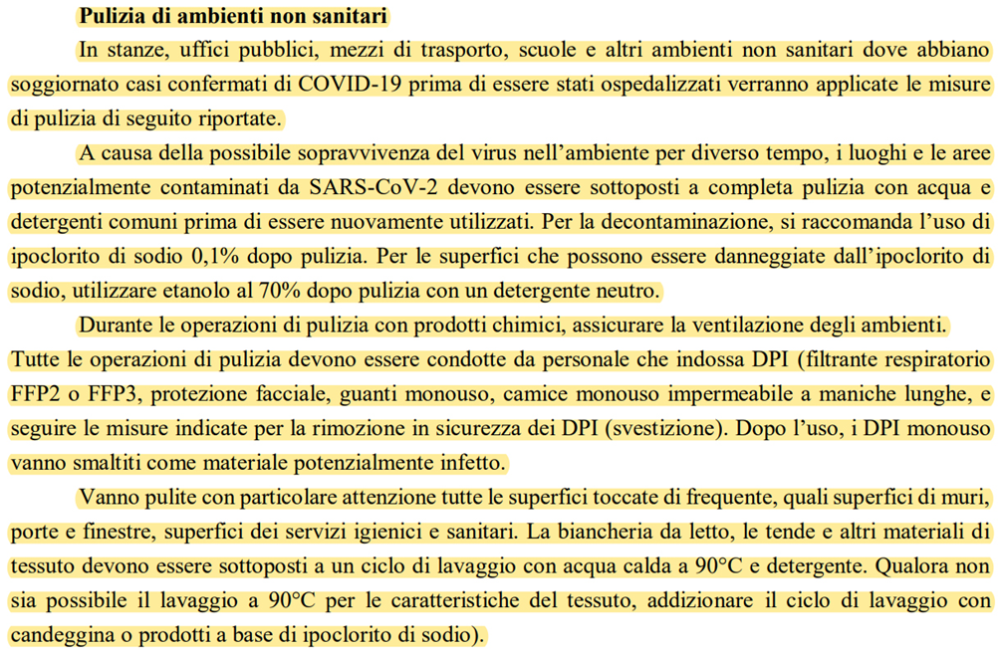 Pulizia di ambienti non sanitari
In stanze, uffici pubblici, mezzi di trasporto, scuole e altri ambienti non sanitari dove abbiano
soggiornato casi confermati di COVID-19 prima di essere stati ospedalizzati verranno applicate le misure
di pulizia di seguito riportate.
A causa della possibile sopravvivenza del virus nell’ambiente per diverso tempo, i luoghi e le aree
potenzialmente contaminati da SARS-CoV-2 devono essere sottoposti a completa pulizia con acqua e
detergenti comuni prima di essere nuovamente utilizzati. Per la decontaminazione, si raccomanda l’uso di
ipoclorito di sodio 0,1% dopo pulizia. Per le superfici che possono essere danneggiate dall’ipoclorito di
sodio, utilizzare etanolo al 70% dopo pulizia con un detergente neutro.
Durante le operazioni di pulizia con prodotti chimici, assicurare la ventilazione degli ambienti.
Tutte le operazioni di pulizia devono essere condotte da personale che indossa DPI (filtrante respiratorio
FFP2 o FFP3, protezione facciale, guanti monouso, camice monouso impermeabile a maniche lunghe, e
seguire le misure indicate per la rimozione in sicurezza dei DPI (svestizione). Dopo l’uso, i DPI monouso
vanno smaltiti come materiale potenzialmente infetto.
Vanno pulite con particolare attenzione tutte le superfici toccate di frequente, quali superfici di muri,
porte e finestre, superfici dei servizi igienici e sanitari. La biancheria da letto, le tende e altri materiali di
tessuto devono essere sottoposti a un ciclo di lavaggio con acqua calda a 90°C e detergente. Qualora non
sia possibile il lavaggio a 90°C per le caratteristiche del tessuto, addizionare il ciclo di lavaggio con
candeggina o prodotti a base di ipoclorito di sodio).